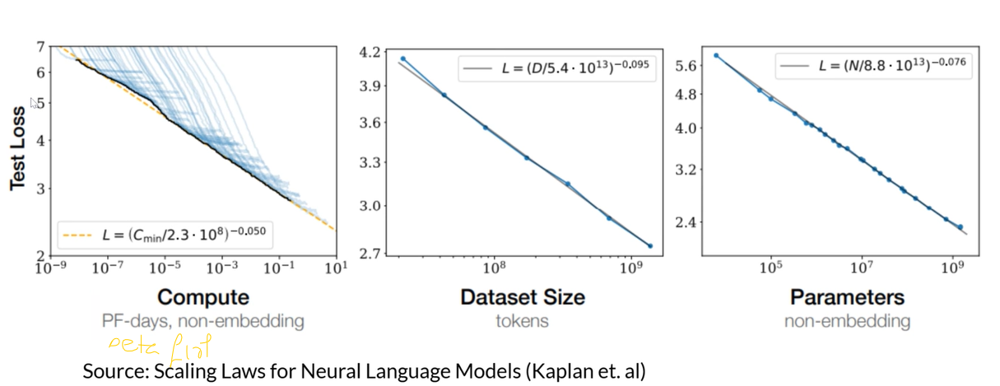 Test Loss
7
6
5
4
3
2
L = (C_min/2.3 · 10^8)^−0.050
10^−9 10^−7 10^−5 10^−3 10^−1 10^1
Compute
PF-days, non-embedding
4.2
3.9
3.6
3.3
3.0
2.7
L = (D/5.4 · 10^13)^−0.095
10^8 10^9
Dataset Size
tokens
5.6
4.8
4.0
3.2
2.4
L = (N/8.8 · 10^13)^−0.076
10^5 10^7 10^9
Parameters
non-embedding
Source: Scaling Laws for Neural Language Models (Kaplan et. al)